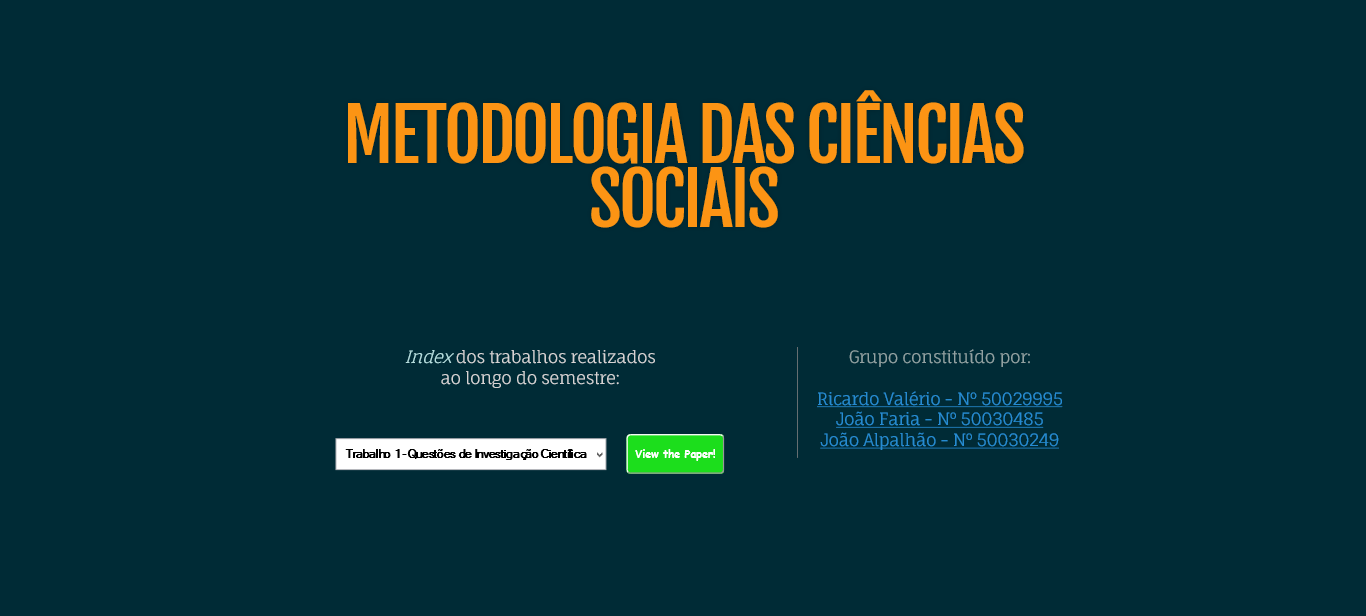 METODOLOGIA DAS CIÊNCIAS
SOCIAIS
Index dos trabalhos realizados
ao longo do semestre:
Trabalho 1 - Questões de Investigação Científica
View the Paper!
Grupo constituído por:
Ricardo Valério - Nº 50029995
João Faria - Nº 50030485
João Alpalhão - Nº 50030249